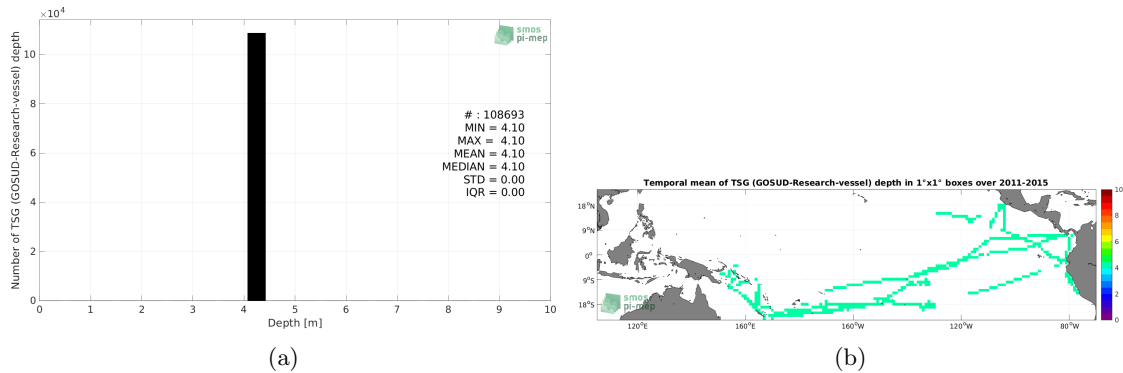 ×10⁴
10
8
6
4
2
0
Number of TSG (GOSUD-Research-vessel) depth
smos
pi-mep
# : 108693
MIN = 4.10
MAX = 4.10
MEAN = 4.10
MEDIAN = 4.10
STD = 0.00
IQR = 0.00
0 1 2 3 4 5 6 7 8 9 10
Depth [m]
(a)
Temporal mean of TSG (GOSUD-Research-vessel) depth in 1°x1° boxes over 2011-2015
18°N
9°N
0°
9°S
18°S
smos
pi-mep
120°E 160°E 160°W 120°W 80°W
10
8
6
4
2
0
(b)